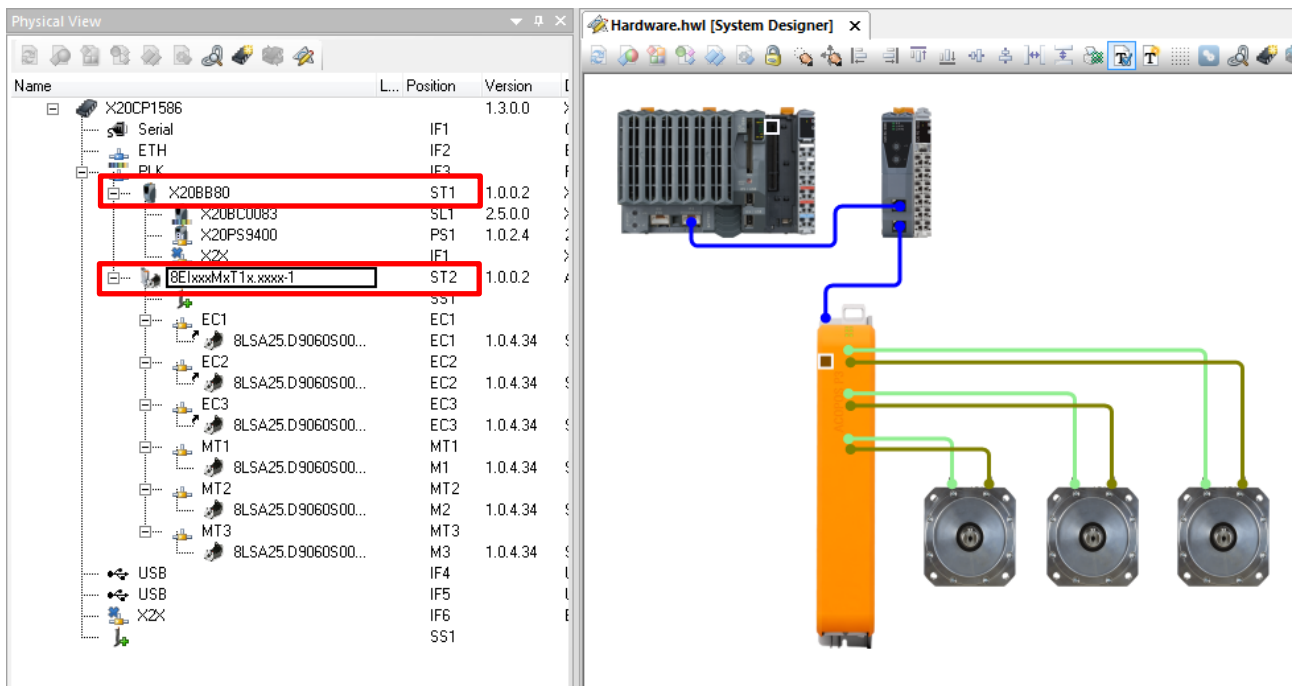 Physical View
Name L... Position Version
X20CP1586 1.3.0.0
Serial IF1
ETH IF2
PLK IF3
X20BB80 ST1 1.0.0.2
X20BC0083 SL1 2.5.0.0
X20PS9400 PS1 1.0.2.4
X2X IF1
8EIxxxMxT1x.xxxx-1 ST2 1.0.0.2
SS1
EC1 EC1
8LSA25.D9060S00... EC1 1.0.4.34
EC2 EC2
8LSA25.D9060S00... EC2 1.0.4.34
EC3 EC3
8LSA25.D9060S00... EC3 1.0.4.34
MT1 MT1
8LSA25.D9060S00... M1 1.0.4.34
MT2 MT2
8LSA25.D9060S00... M2 1.0.4.34
MT3 MT3
8LSA25.D9060S00... M3 1.0.4.34
USB IF4
USB IF5
X2X IF6
SS1
Hardware.hwl [System Designer]